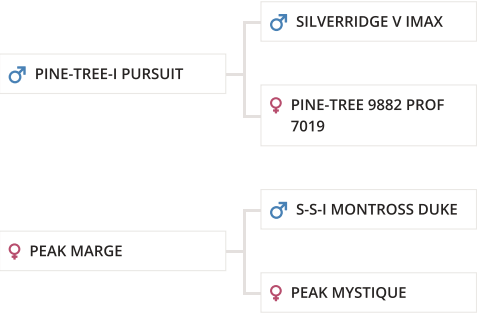 SILVERRIDGE V IMAX
PINE-TREE-I PURSUIT
PINE-TREE 9882 PROF
7019
S-S-I MONTROSS DUKE
PEAK MARGE
PEAK MYSTIQUE